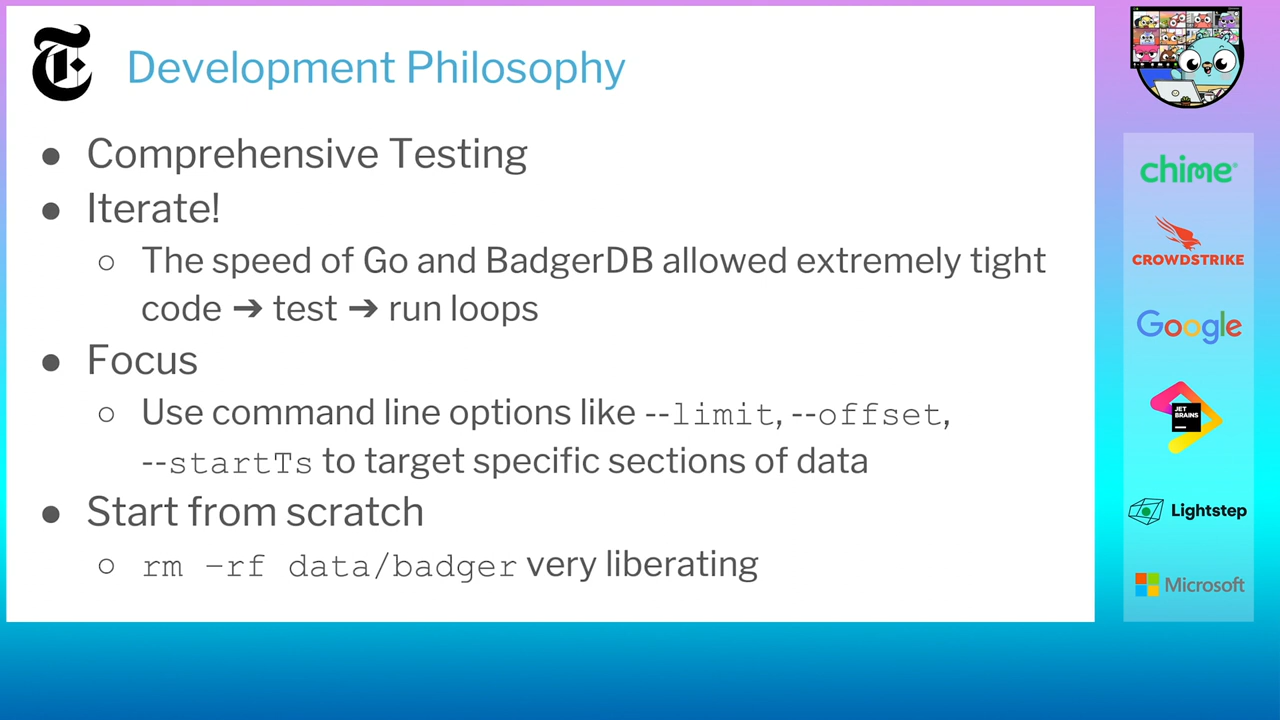 Development Philosophy
● Comprehensive Testing
● Iterate!
○ The speed of Go and BadgerDB allowed extremely tight
code ➔ test ➔ run loops
● Focus
○ Use command line options like --limit, --offset,
--startTs to target specific sections of data
● Start from scratch
○ rm –rf data/badger very liberating
chime®
CROWDSTRIKE
Google
JET
BRAINS
Lightstep
Microsoft